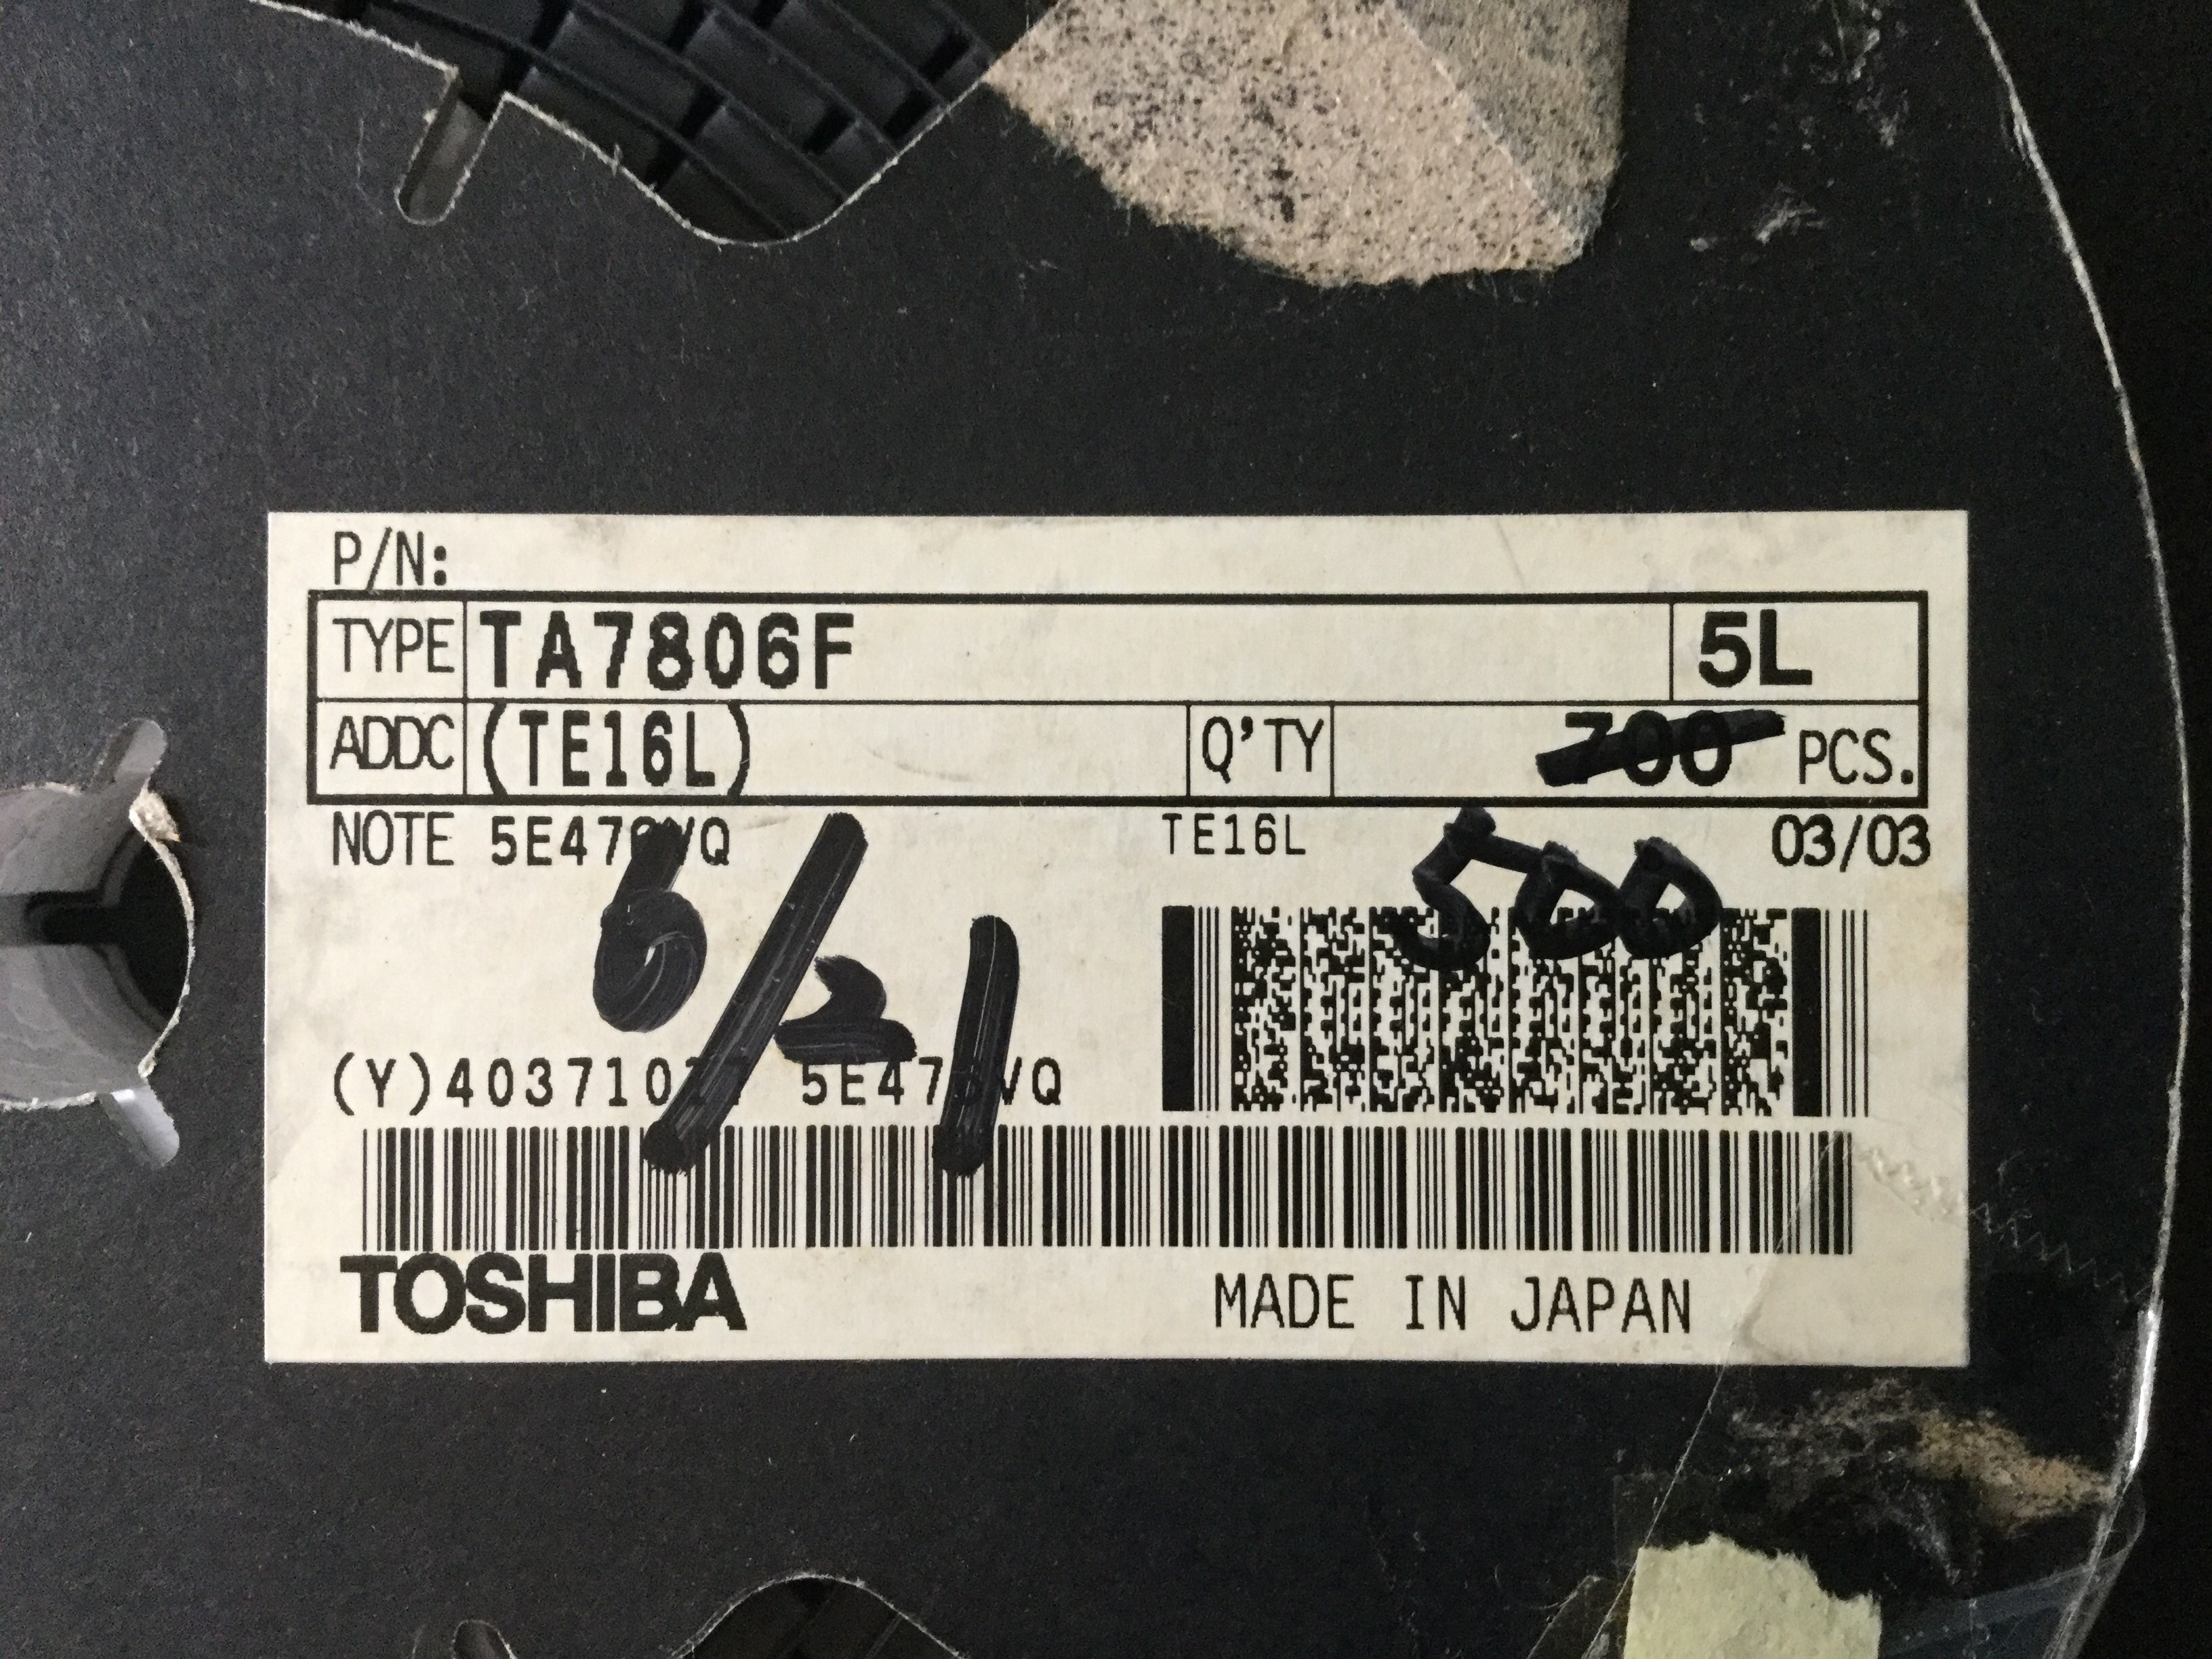 P/N:
TYPE TA7806F 5L
ADDC (TE16L) Q'TY 700 PCS.
NOTE TE16L 03/03
500
6/21
TOSHIBA MADE IN JAPAN